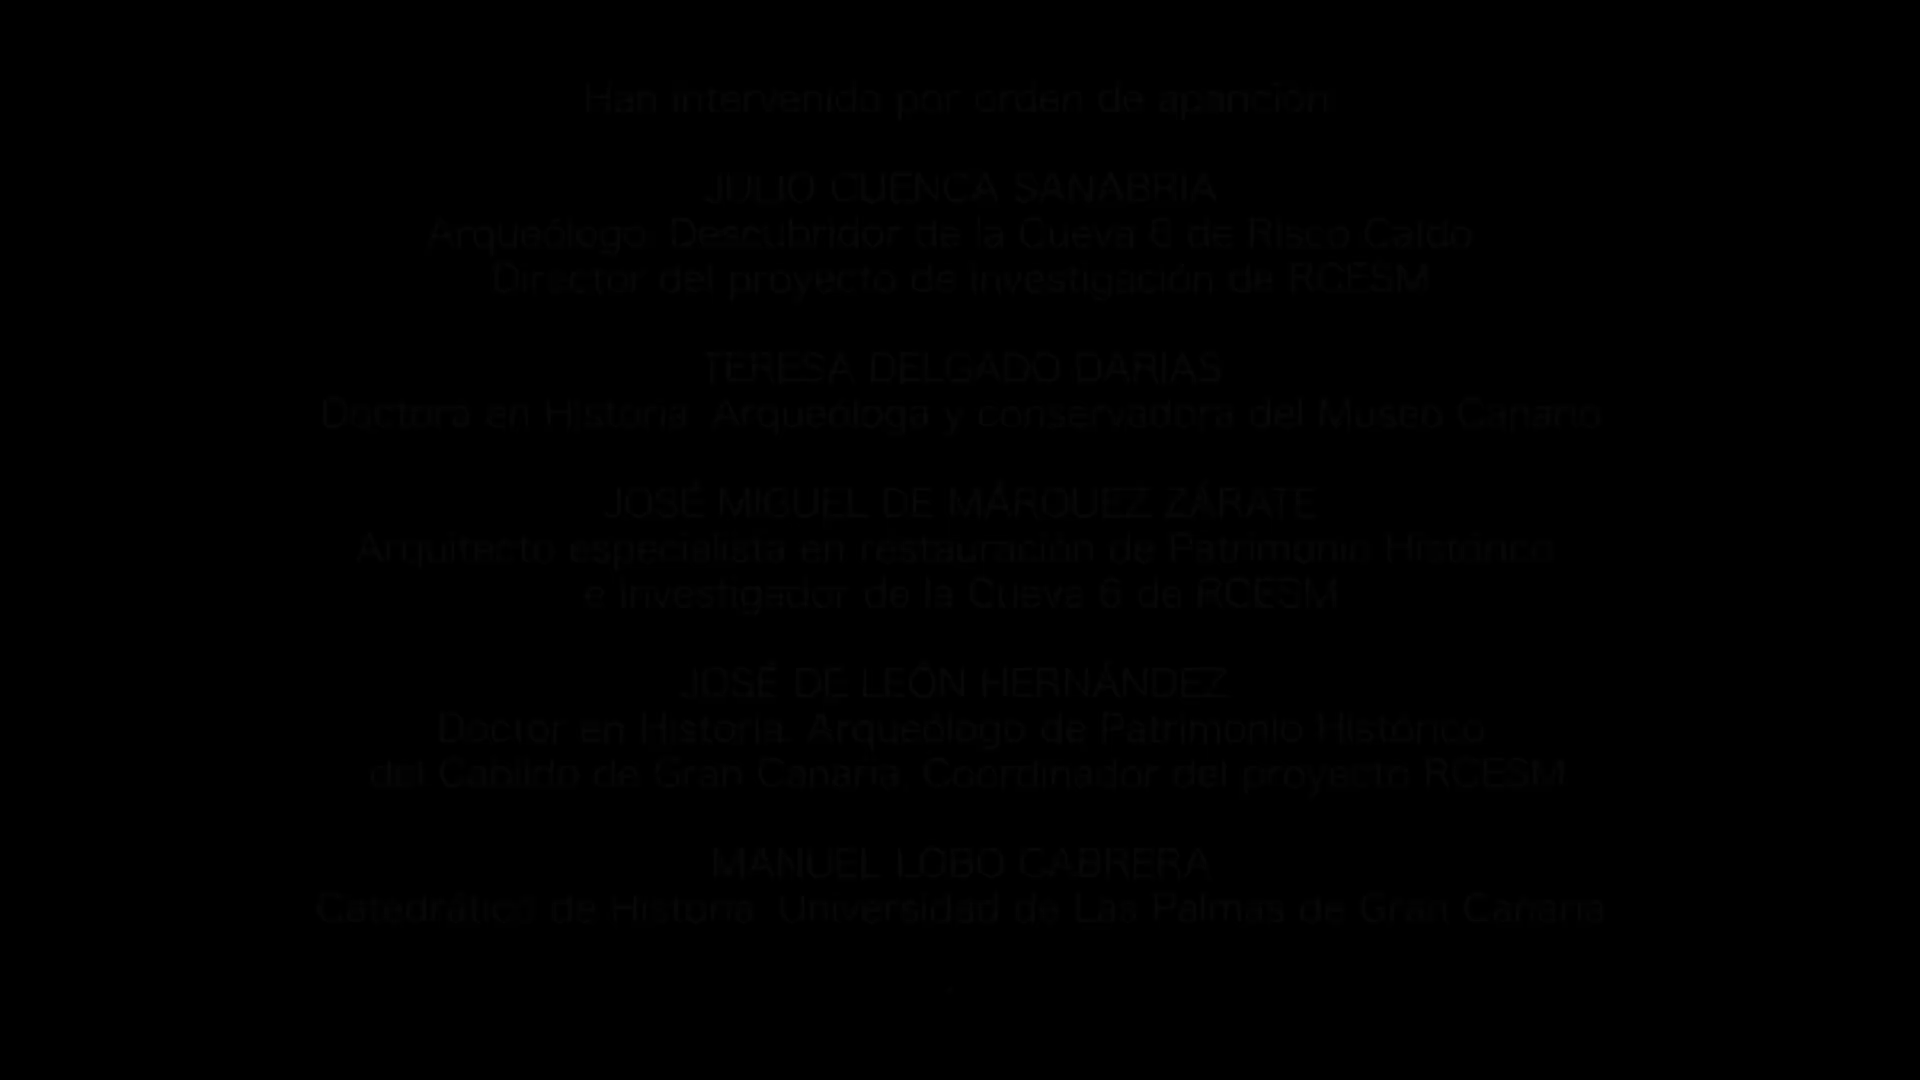 Han intervenido por orden de aparición:
JULIO CUENCA SANABRIA
Arqueólogo. Descubridor de la Cueva 6 de Risco Caído
Director del proyecto de investigación de RCESM
TERESA DELGADO DARIAS
Doctora en Historia. Arqueóloga y conservadora del Museo Canario
JOSÉ MIGUEL DE MÁRQUEZ ZÁRATE
Arquitecto especialista en restauración de Patrimonio Histórico
e investigador de la Cueva 6 de RCESM
JOSÉ DE LEÓN HERNÁNDEZ
Doctor en Historia. Arqueólogo de Patrimonio Histórico
del Cabildo de Gran Canaria. Coordinador del proyecto RCESM
MANUEL LOBO CABRERA
Catedrático de Historia. Universidad de Las Palmas de Gran Canaria